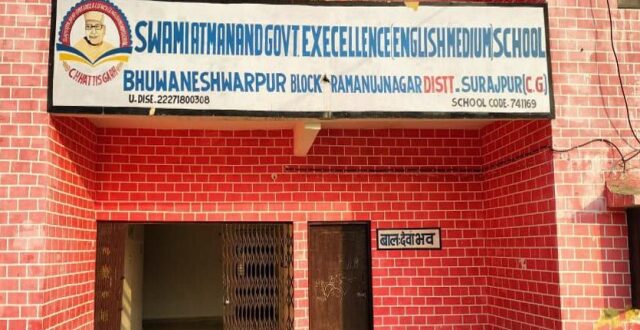 SWAMI ATMANAND GOVT. EXECELLENCE (ENGLISH MEDIUM) SCHOOL
CHHATTISGARH
BHUWANESHWARPUR BLOCK - RAMANUJNAGAR DISTT - SURAJPUR (C.G)
U.DISE.22271800308
SCHOOL CODE-741169
बालः देवो भव